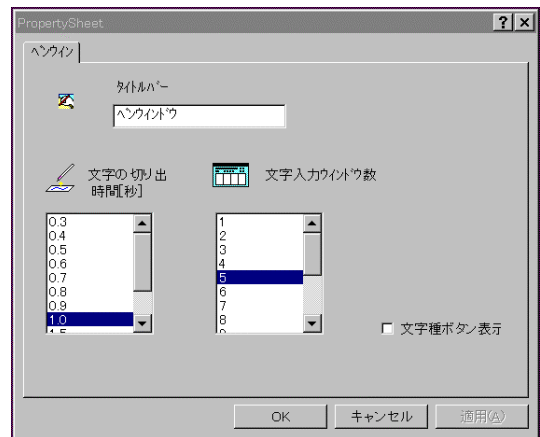 PropertySheet
ﾍﾟﾝｳｲﾝ
ﾀｲﾄﾙﾊﾞｰ
ﾍﾟﾝｳｲﾝﾄﾞｳ
文字の切り出
時間[秒]
文字入力ｳｲﾝﾄﾞｳ数
0.3
0.4
0.5
0.6
0.7
0.8
0.9
1.0
1
2
3
4
5
6
7
8
文字種ボタン表示
OK
キャンセル
適用(A)